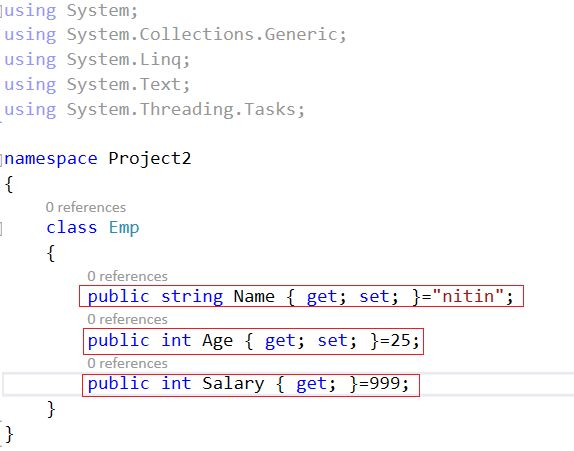 using System;
using System.Collections.Generic;
using System.Linq;
using System.Text;
using System.Threading.Tasks;
namespace Project2
{
0 references
class Emp
{
0 references
public string Name { get; set; }="nitin";
0 references
public int Age { get; set; }=25;
0 references
public int Salary { get; }=999;
}
}